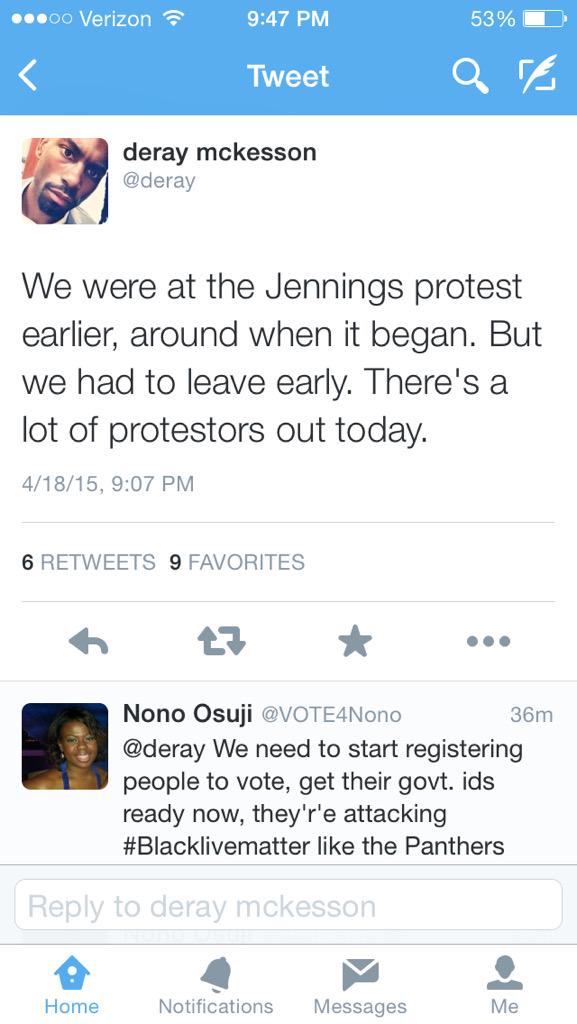 Verizon 9:47 PM 53%
Tweet
deray mckesson
@deray
We were at the Jennings protest
earlier, around when it began. But
we had to leave early. There's a
lot of protestors out today.
4/18/15, 9:07 PM
6 RETWEETS 9 FAVORITES
Nono Osuji @VOTE4Nono 36m
@deray We need to start registering
people to vote, get their govt. ids
ready now, they'r'e attacking
#Blacklivematter like the Panthers
Reply to deray mckesson
Nono Osuji
Home Notifications Messages Me